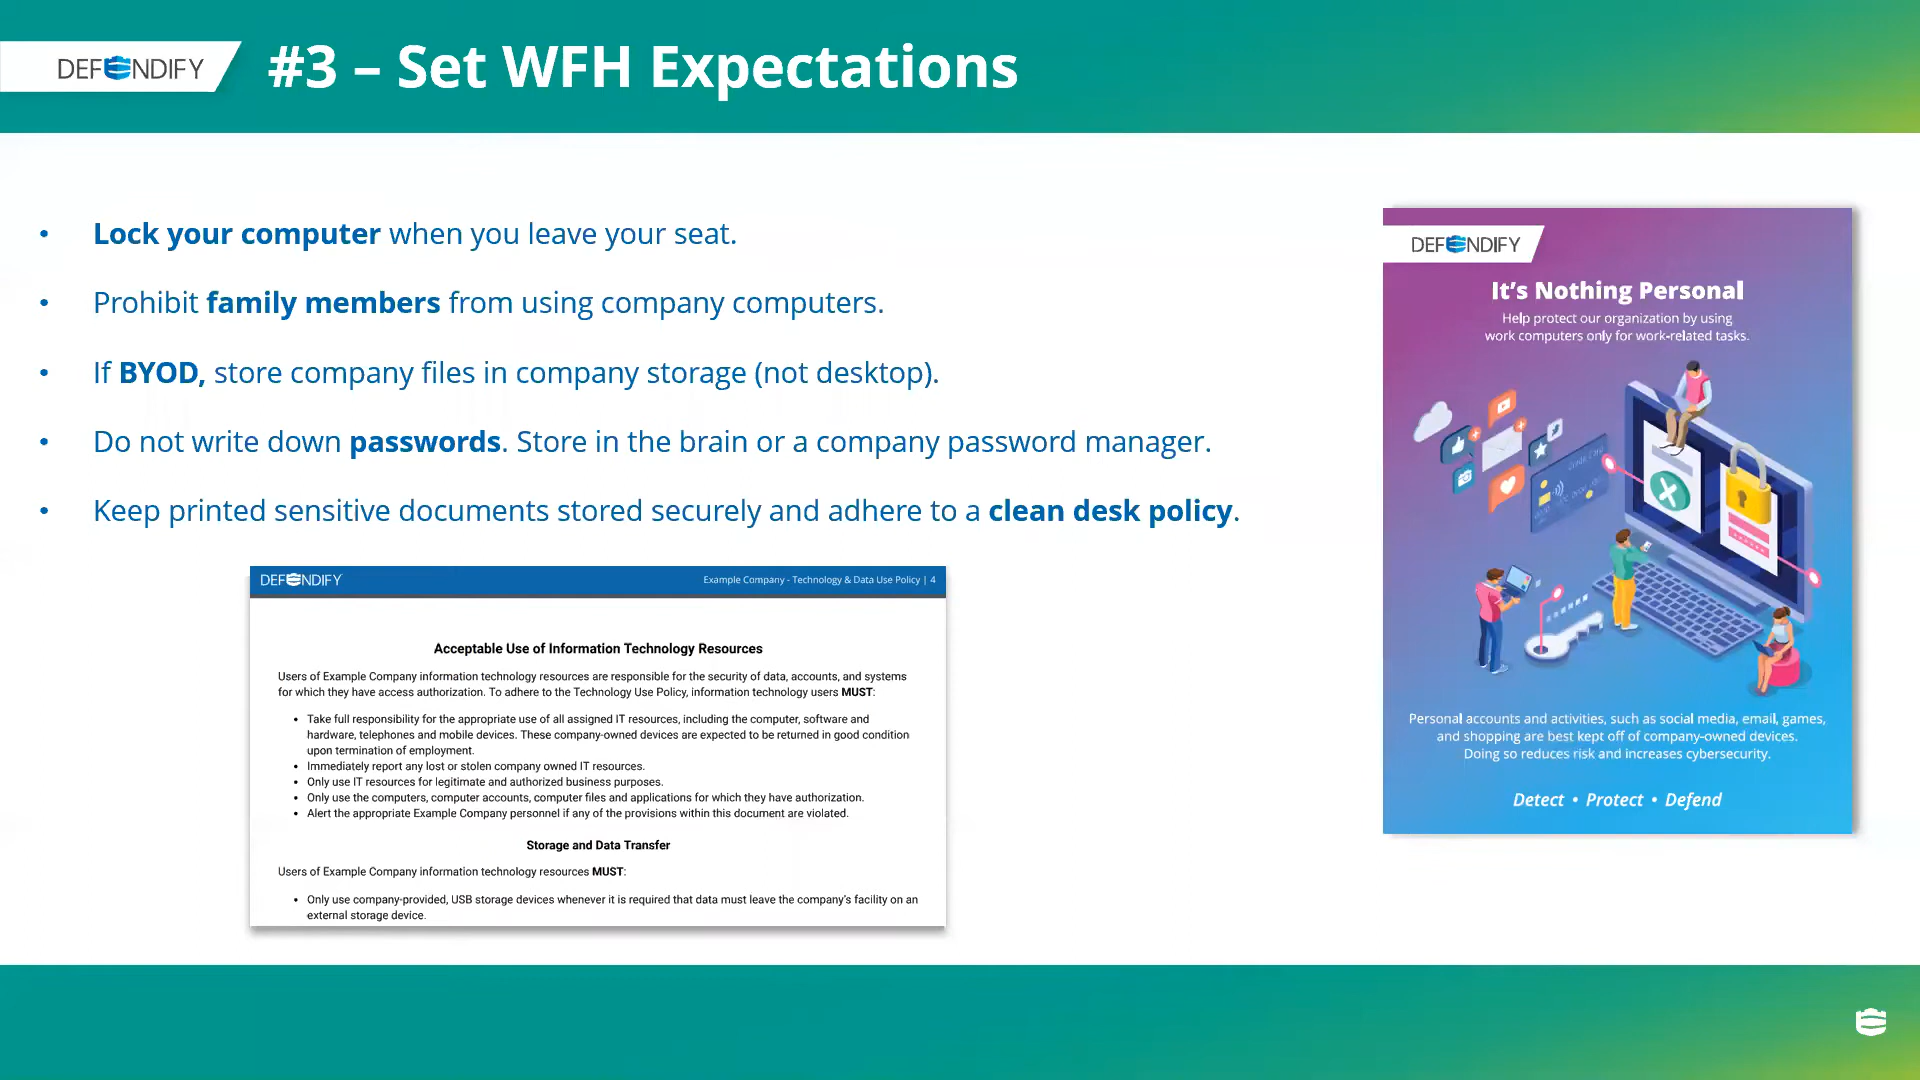 DEFENDIFY
#3 – Set WFH Expectations
• Lock your computer when you leave your seat.
• Prohibit family members from using company computers.
• If BYOD, store company files in company storage (not desktop).
• Do not write down passwords. Store in the brain or a company password manager.
• Keep printed sensitive documents stored securely and adhere to a clean desk policy.
DEFENDIFY
Example Company - Technology & Data Use Policy | 4
Acceptable Use of Information Technology Resources
Users of Example Company information technology resources are responsible for the security of data, accounts, and systems
for which they have access authorization. To adhere to the Technology Use Policy, information technology users MUST:
• Take full responsibility for the appropriate use of all assigned IT resources, including the computer, software and
hardware, telephones and mobile devices. These company-owned devices are expected to be returned in good condition
upon termination of employment.
• Immediately report any lost or stolen company owned IT resources.
• Only use IT resources for legitimate and authorized business purposes.
• Only use the computers, computer accounts, computer files and applications for which they have authorization.
• Alert the appropriate Example Company personnel if any of the provisions within this document are violated.
Storage and Data Transfer
Users of Example Company information technology resources MUST:
• Only use company-provided, USB storage devices whenever it is required that data must leave the company's facility on an
external storage device.
DEFENDIFY
It's Nothing Personal
Help protect our organization by using
work computers only for work-related tasks.
Credit Card
Personal accounts and activities, such as social media, email, games,
and shopping are best kept off of company-owned devices.
Doing so reduces risk and increases cybersecurity.
Detect • Protect • Defend